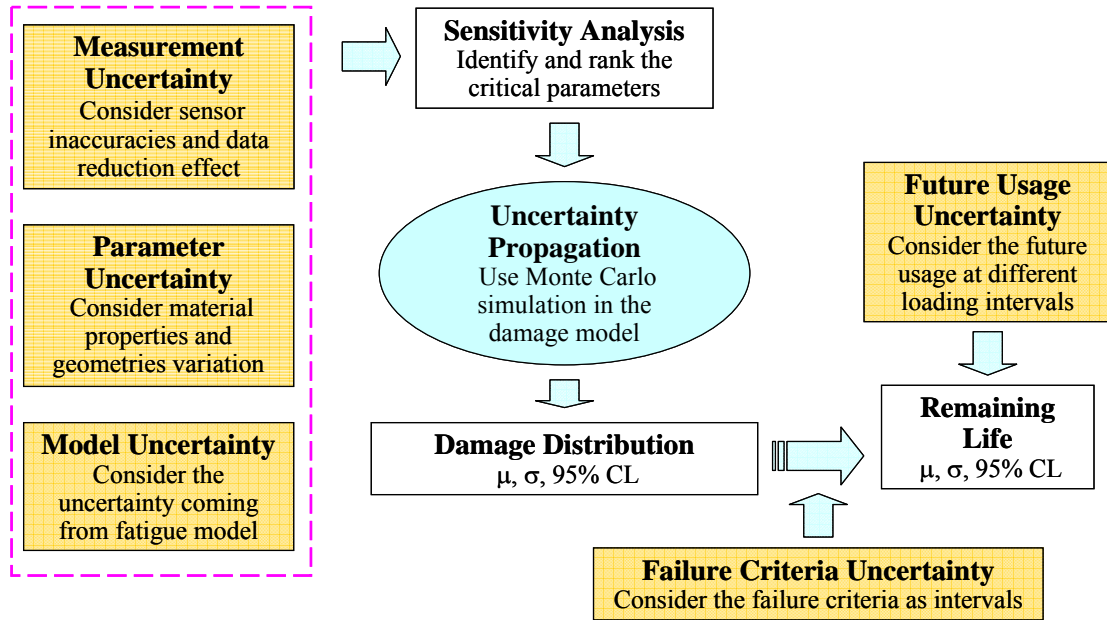 Measurement
Uncertainty
Consider sensor
inaccuracies and data
reduction effect
Parameter
Uncertainty
Consider material
properties and
geometries variation
Model Uncertainty
Consider the
uncertainty coming
from fatigue model
Sensitivity Analysis
Identify and rank the
critical parameters
Uncertainty
Propagation
Use Monte Carlo
simulation in the
damage model
Damage Distribution
μ, σ, 95% CL
Future Usage
Uncertainty
Consider the future
usage at different
loading intervals
Remaining
Life
μ, σ, 95% CL
Failure Criteria Uncertainty
Consider the failure criteria as intervals